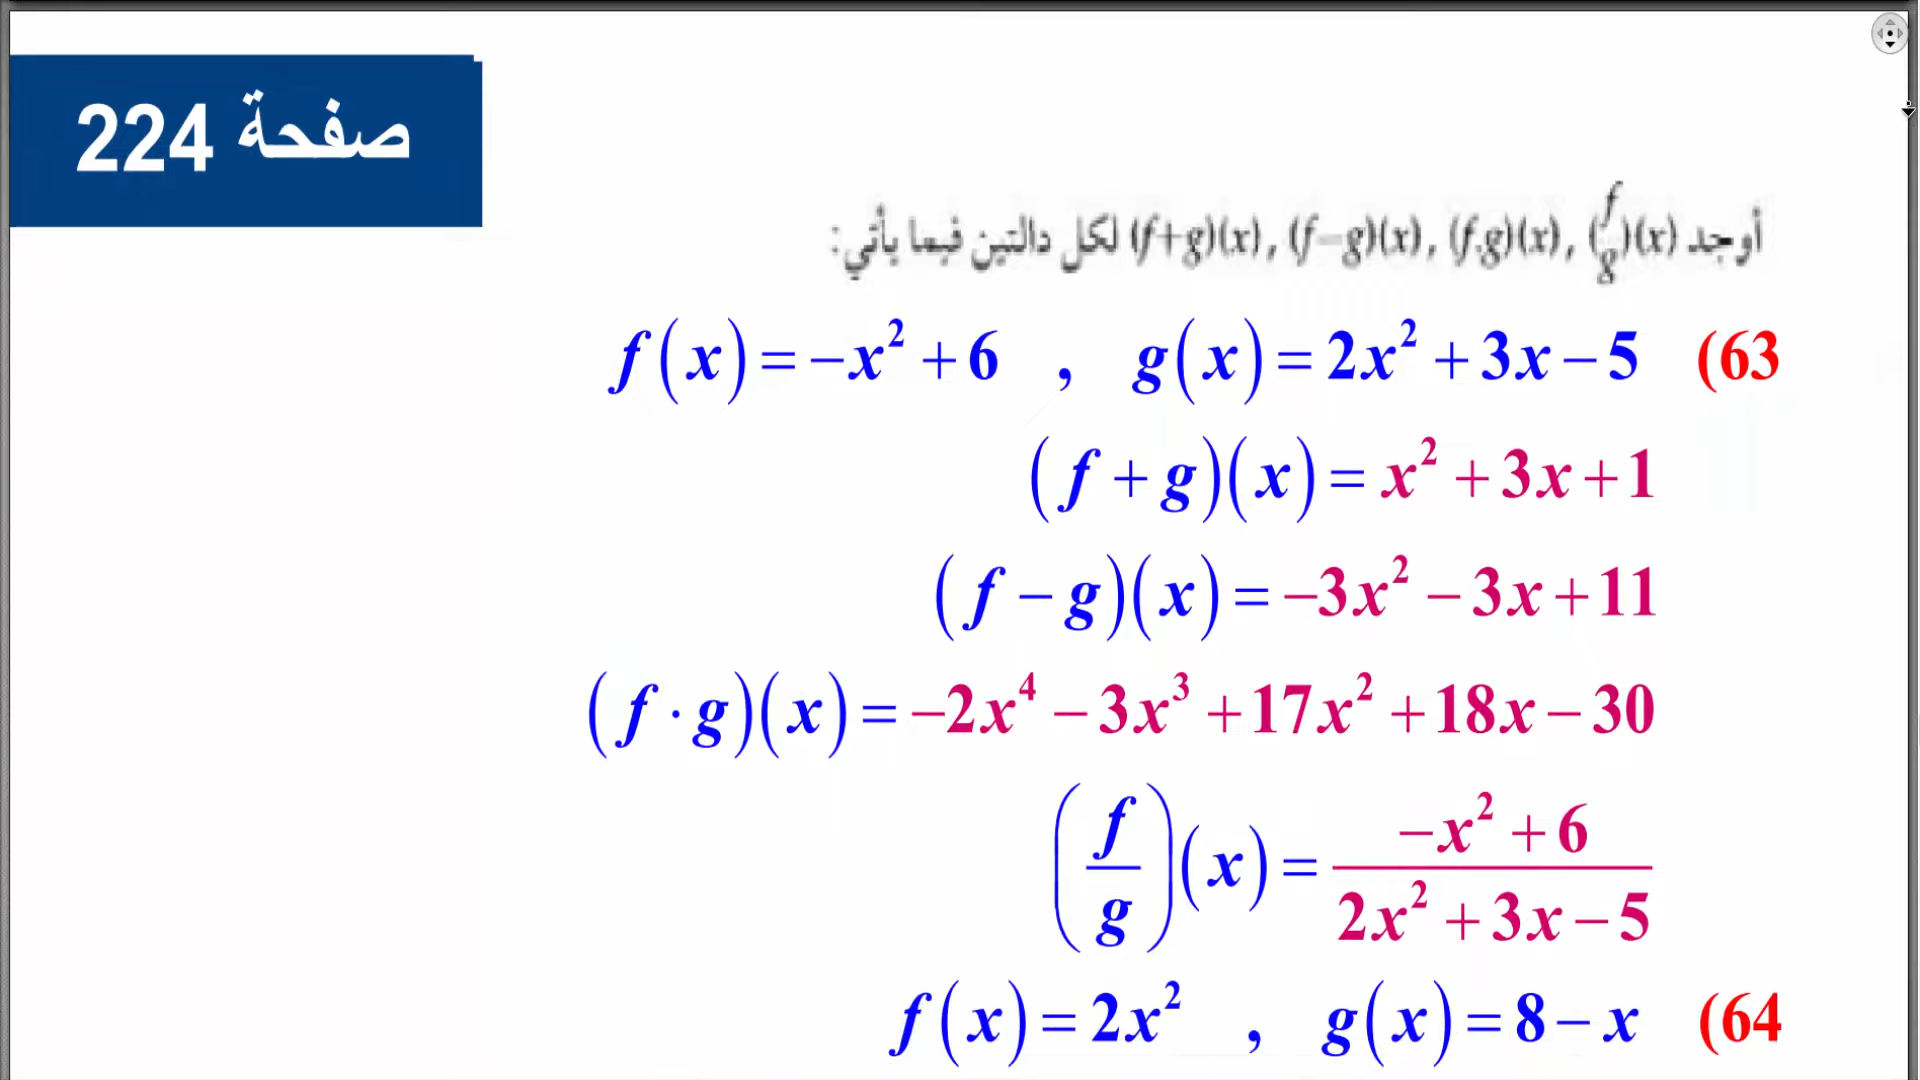 صفحة 224
أوجد (f/g)(x) , (f.g)(x) , (f−g)(x) , (f+g)(x) لكل دالتين فيما يأتي:
63) f(x) = −x² + 6 , g(x) = 2x² + 3x − 5
(f + g)(x) = x² + 3x + 1
(f − g)(x) = −3x² − 3x + 11
(f · g)(x) = −2x⁴ − 3x³ + 17x² + 18x − 30
(f/g)(x) = (−x² + 6)/(2x² + 3x − 5)
64) f(x) = 2x² , g(x) = 8 − x